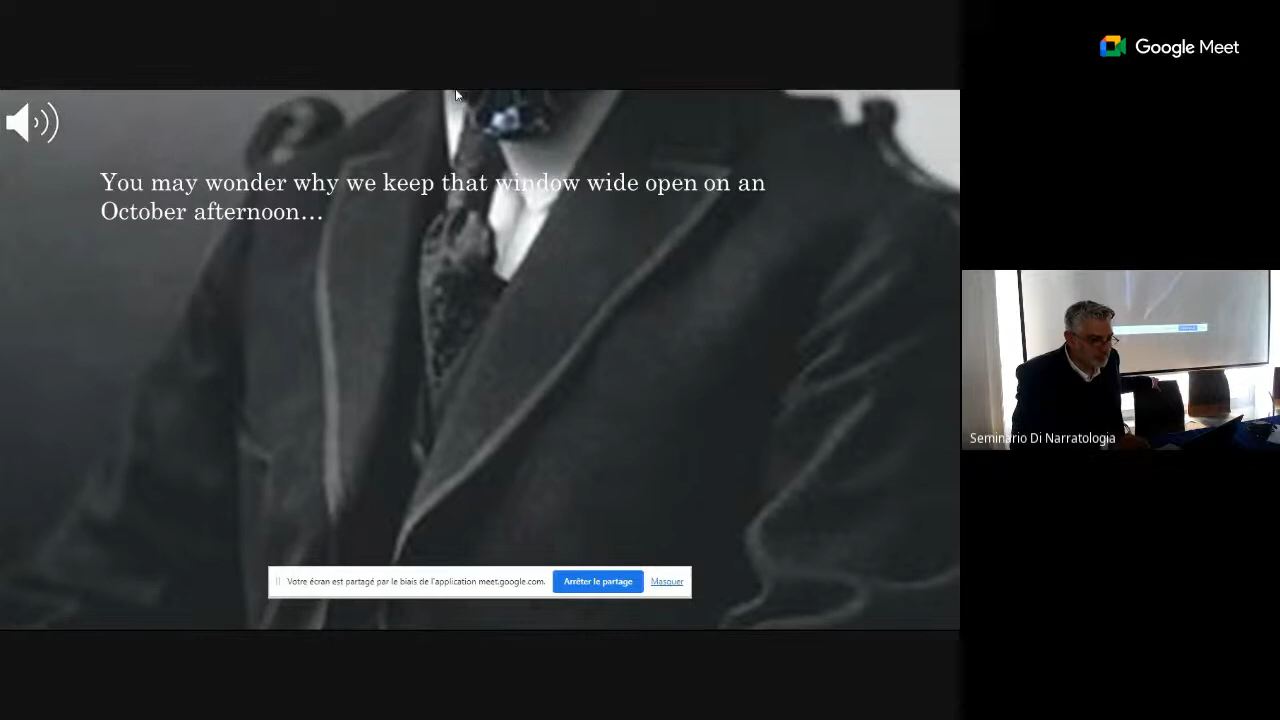 Google Meet
You may wonder why we keep that window wide open on an
October afternoon...
Seminario Di Narratologia
Votre écran est partagé par le biais de l'application meet.google.com.
Arrêter le partage
Masquer